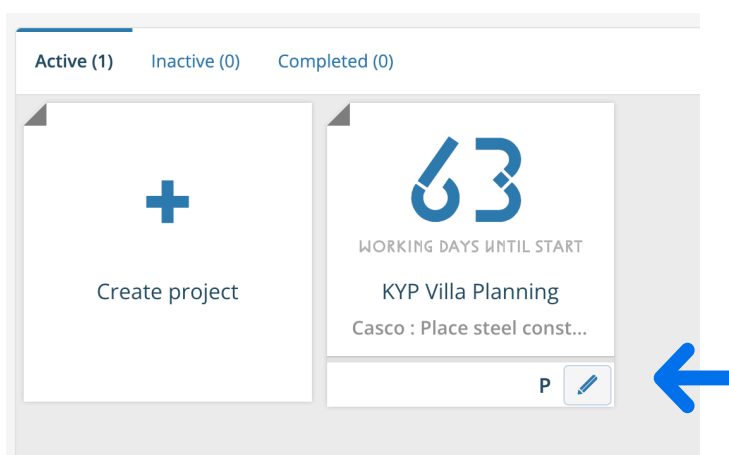 Active (1) Inactive (0) Completed (0)
63
WORKING DAYS UNTIL START
Create project
KYP Villa Planning
Casco : Place steel const...
P